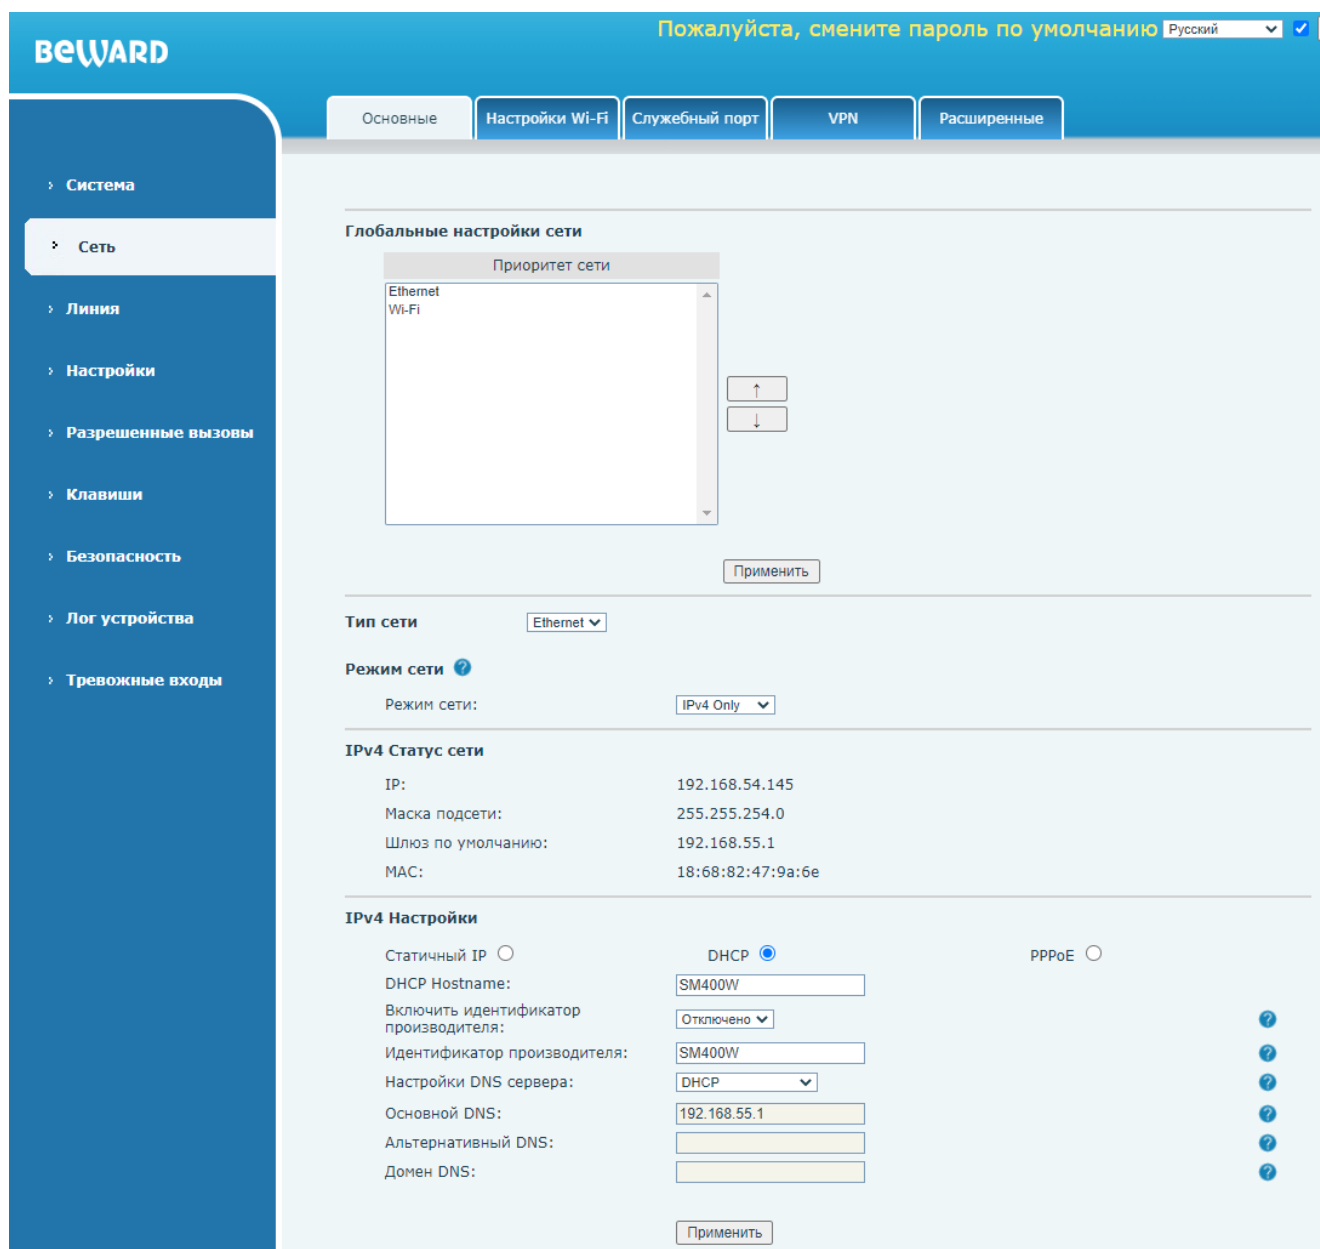 Пожалуйста, смените пароль по умолчанию Русский
BEWARD
Основные Настройки Wi-Fi Служебный порт VPN Расширенные
Система
Сеть
Линия
Настройки
Разрешенные вызовы
Клавиши
Безопасность
Лог устройства
Тревожные входы
Глобальные настройки сети
Приоритет сети
Ethernet
Wi-Fi
↑
↓
Применить
Тип сети Ethernet
Режим сети ?
Режим сети: IPv4 Only
IPv4 Статус сети
IP: 192.168.54.145
Маска подсети: 255.255.254.0
Шлюз по умолчанию: 192.168.55.1
MAC: 18:68:82:47:9a:6e
IPv4 Настройки
Статичный IP DHCP PPPoE
DHCP Hostname: SM400W
Включить идентификатор
производителя: Отключено ?
Идентификатор производителя: SM400W ?
Настройки DNS сервера: DHCP ?
Основной DNS: 192.168.55.1 ?
Альтернативный DNS: ?
Домен DNS: ?
Применить